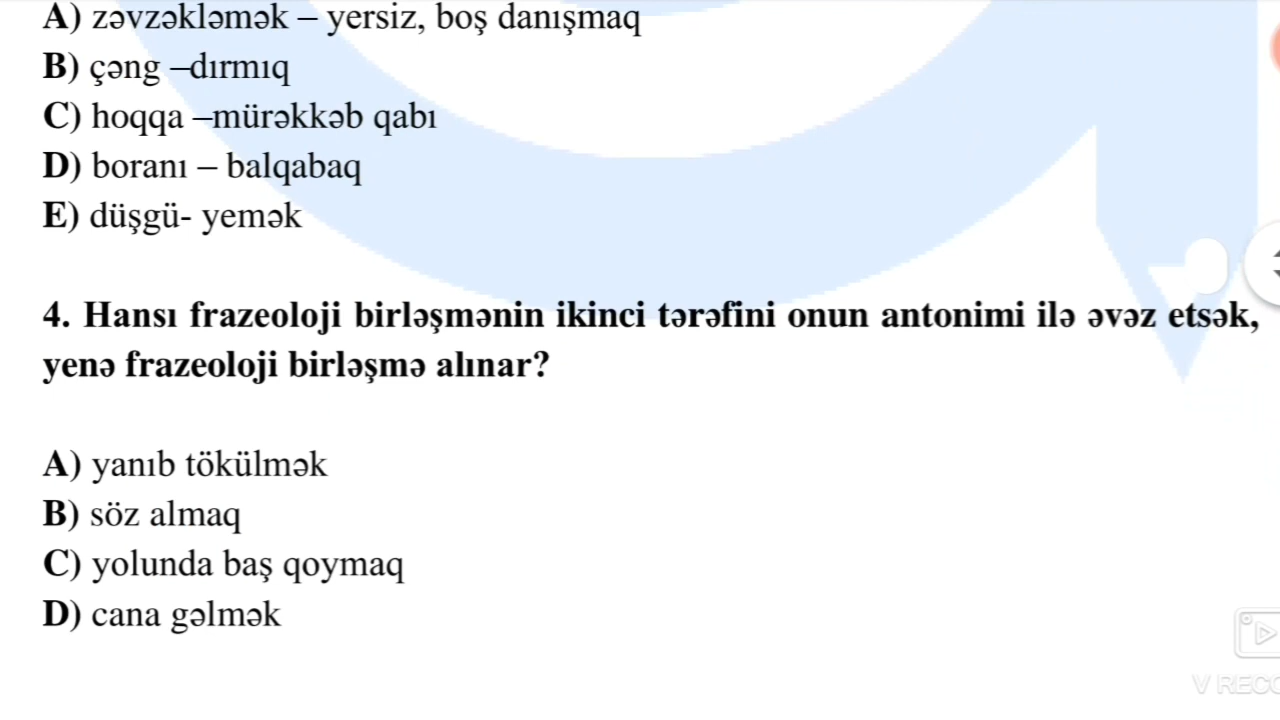 A) zəvzəkləmək – yersiz, boş danışmaq
B) çəng –dırmıq
C) hoqqa –mürəkkəb qabı
D) boranı – balqabaq
E) düşgü- yemək
4. Hansı frazeoloji birləşmənin ikinci tərəfini onun antonimi ilə əvəz etsək,
yenə frazeoloji birləşmə alınar?
A) yanıb tökülmək
B) söz almaq
C) yolunda baş qoymaq
D) cana gəlmək
V RECO